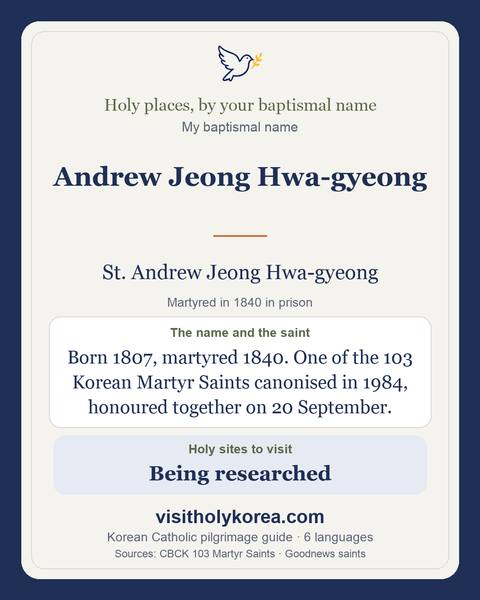 Holy places, by your baptismal name
My baptismal name
Andrew Jeong Hwa-gyeong
St. Andrew Jeong Hwa-gyeong
Martyred in 1840 in prison
The name and the saint
Born 1807, martyred 1840. One of the 103
Korean Martyr Saints canonised in 1984,
honoured together on 20 September.
Holy sites to visit
Being researched
visitholykorea.com
Korean Catholic pilgrimage guide · 6 languages
Sources: CBCK 103 Martyr Saints · Goodnews saints